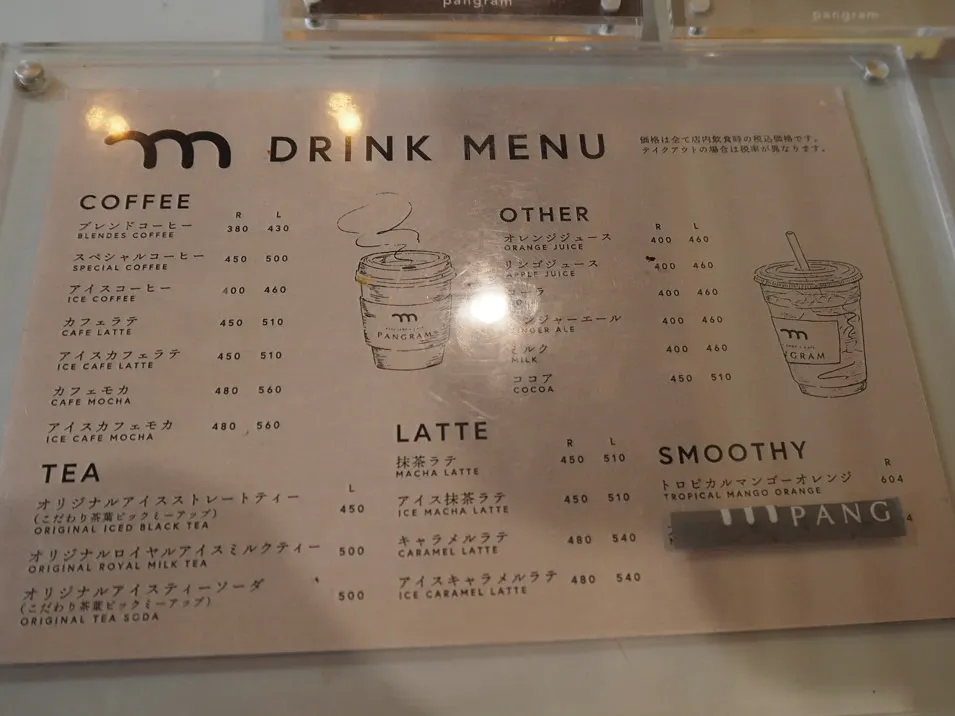 pangram
pangram
DRINK MENU
価格は全て店内飲食時の税込価格です。
テイクアウトの場合は税率が異なります。
COFFEE
R L
ブレンドコーヒー 380 430
BLENDES COFFEE
スペシャルコーヒー 450 500
SPECIAL COFFEE
アイスコーヒー 400 460
ICE COFFEE
カフェラテ 450 510
CAFE LATTE
アイスカフェラテ 450 510
ICE CAFE LATTE
カフェモカ 480 560
CAFE MOCHA
アイスカフェモカ 480 560
ICE CAFE MOCHA
TEA
L
オリジナルアイスストレートティー 450
(こだわり茶葉ピックミーアップ)
ORIGINAL ICED BLACK TEA
オリジナルロイヤルアイスミルクティー 500
ORIGINAL ROYAL MILK TEA
オリジナルアイスティーソーダ 500
(こだわり茶葉ピックミーアップ)
ORIGINAL TEA SODA
PANGRAM
OTHER
R L
オレンジジュース 400 460
ORANGE JUICE
リンゴジュース 400 460
APPLE JUICE
400 460
ンジャーエール 400 460
GINGER ALE
ミルク 400 460
MILK
ココア 450 510
COCOA
NGRAM
LATTE
R L
抹茶ラテ 450 510
MACHA LATTE
アイス抹茶ラテ 450 510
ICE MACHA LATTE
キャラメルラテ 480 540
CARAMEL LATTE
アイスキャラメルラテ 480 540
ICE CARAMEL LATTE
SMOOTHY
R
トロピカルマンゴーオレンジ 604
TROPICAL MANGO ORANGE
PANG
4